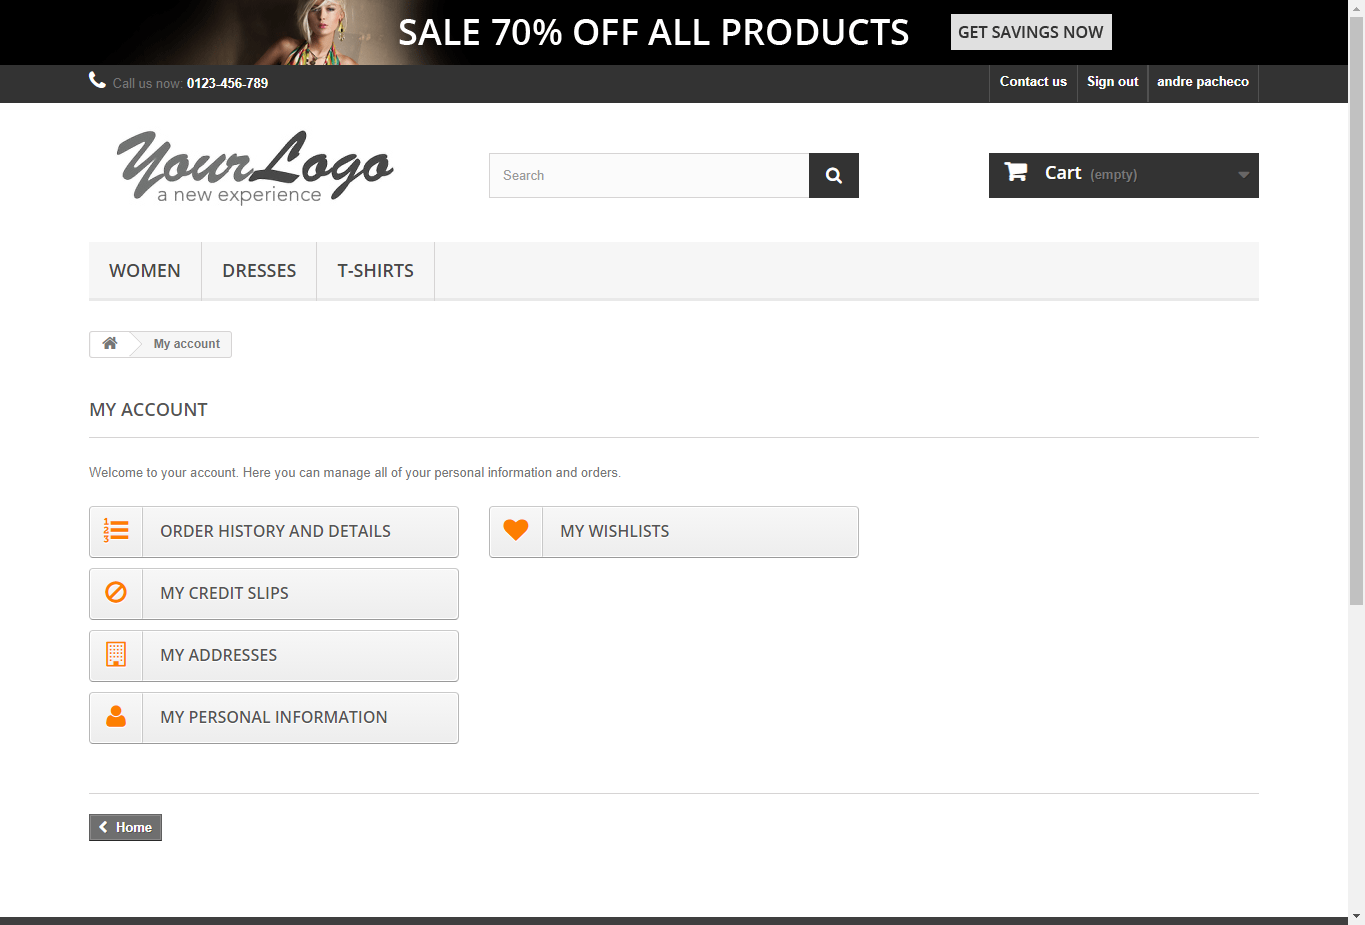 SALE 70% OFF ALL PRODUCTS GET SAVINGS NOW
Call us now: 0123-456-789 Contact us Sign out andre pacheco
YourLogo
a new experience
Search
Cart (empty)
WOMEN DRESSES T-SHIRTS
My account
MY ACCOUNT
Welcome to your account. Here you can manage all of your personal information and orders.
1 2 3
ORDER HISTORY AND DETAILS MY WISHLISTS
MY CREDIT SLIPS
MY ADDRESSES
MY PERSONAL INFORMATION
Home